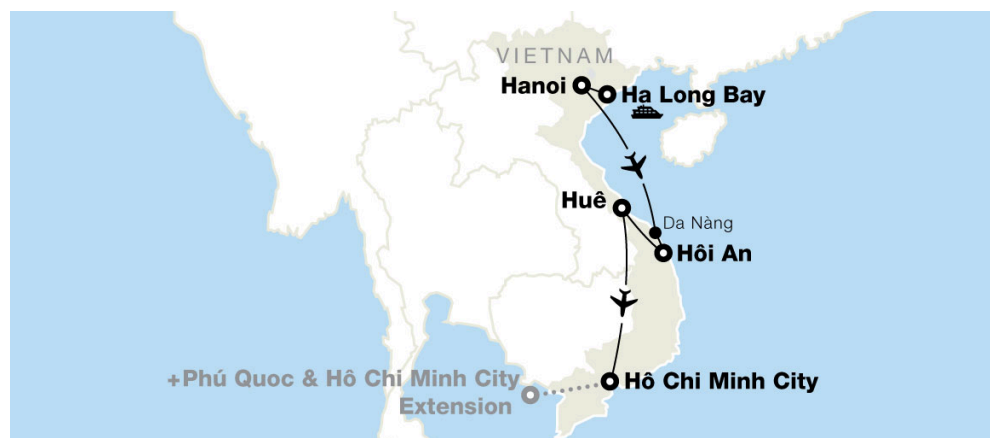 VIETNAM
Hanoi
Ha Long Bay
Huê
Da Nàng
Hôi An
+Phú Quoc & Hô Chi Minh City
Extension
Hô Chi Minh City